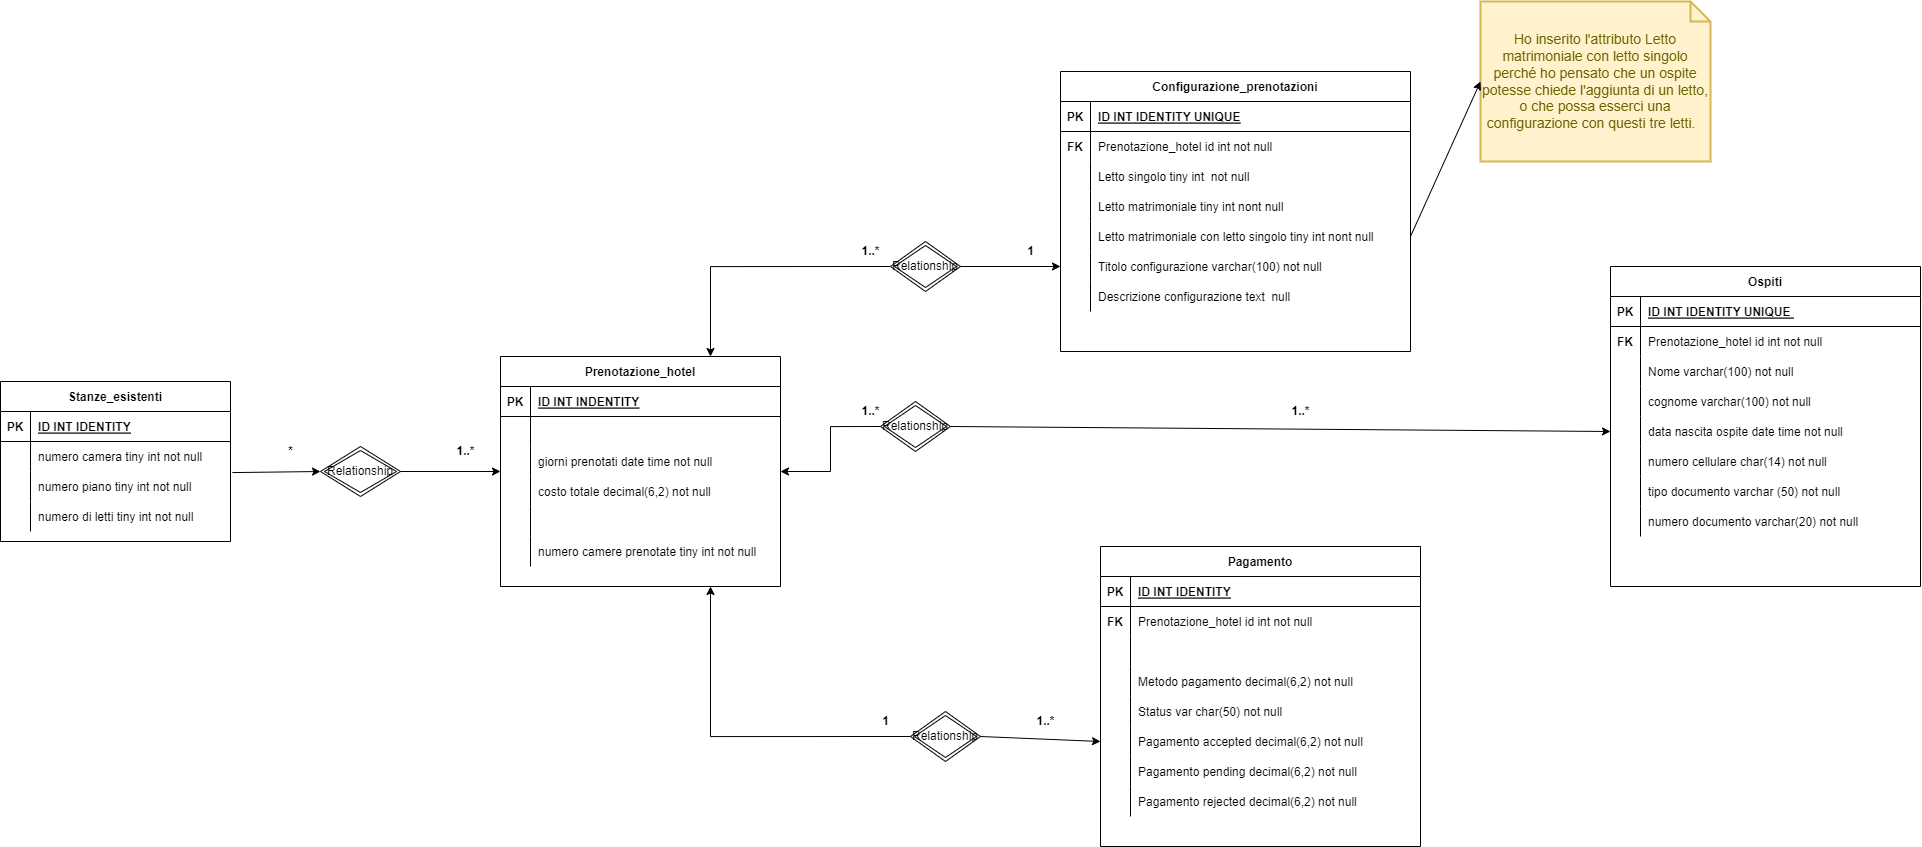 Ho inserito l'attributo Letto
matrimoniale con letto singolo
perché ho pensato che un ospite
potesse chiede l'aggiunta di un letto,
o che possa esserci una
configurazione con questi tre letti.
Configurazione_prenotazioni
PK ID INT IDENTITY UNIQUE
FK Prenotazione_hotel id int not null
Letto singolo tiny int not null
Letto matrimoniale tiny int nont null
Letto matrimoniale con letto singolo tiny int nont null
Titolo configurazione varchar(100) not null
Descrizione configurazione text null
1..* Relationship 1
Ospiti
PK ID INT IDENTITY UNIQUE
FK Prenotazione_hotel id int not null
Nome varchar(100) not null
cognome varchar(100) not null
data nascita ospite date time not null
numero cellulare char(14) not null
tipo documento varchar (50) not null
numero documento varchar(20) not null
1..* Relationship 1..*
Prenotazione_hotel
PK ID INT INDENTITY
giorni prenotati date time not null
costo totale decimal(6,2) not null
numero camere prenotate tiny int not null
Stanze_esistenti
PK ID INT IDENTITY
numero camera tiny int not null
numero piano tiny int not null
numero di letti tiny int not null
* Relationship 1..*
Pagamento
PK ID INT IDENTITY
FK Prenotazione_hotel id int not null
Metodo pagamento decimal(6,2) not null
Status var char(50) not null
Pagamento accepted decimal(6,2) not null
Pagamento pending decimal(6,2) not null
Pagamento rejected decimal(6,2) not null
1 Relationship 1..*